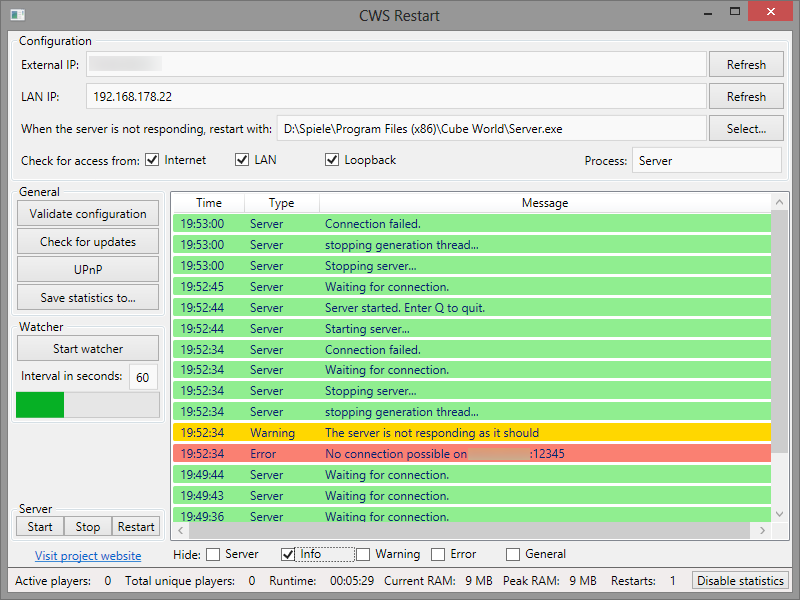 CWS Restart
Configuration
External IP: Refresh
LAN IP: 192.168.178.22 Refresh
When the server is not responding, restart with: D:\Spiele\Program Files (x86)\Cube World\Server.exe Select...
Check for access from: Internet LAN Loopback Process: Server
General
Validate configuration
Check for updates
UPnP
Save statistics to...
Watcher
Start watcher
Interval in seconds: 60
Server
Start Stop Restart
Visit project website
Time Type Message
19:53:00 Server Connection failed.
19:53:00 Server stopping generation thread...
19:53:00 Server Stopping server...
19:52:45 Server Waiting for connection.
19:52:44 Server Server started. Enter Q to quit.
19:52:44 Server Starting server...
19:52:34 Server Connection failed.
19:52:34 Server Waiting for connection.
19:52:34 Server Stopping server...
19:52:34 Server stopping generation thread...
19:52:34 Warning The server is not responding as it should
19:52:34 Error No connection possible on :12345
19:49:44 Server Waiting for connection.
19:49:43 Server Waiting for connection.
19:49:36 Server Waiting for connection.
Hide: Server Info Warning Error General
Active players: 0 Total unique players: 0 Runtime: 00:05:29 Current RAM: 9 MB Peak RAM: 9 MB Restarts: 1 Disable statistics